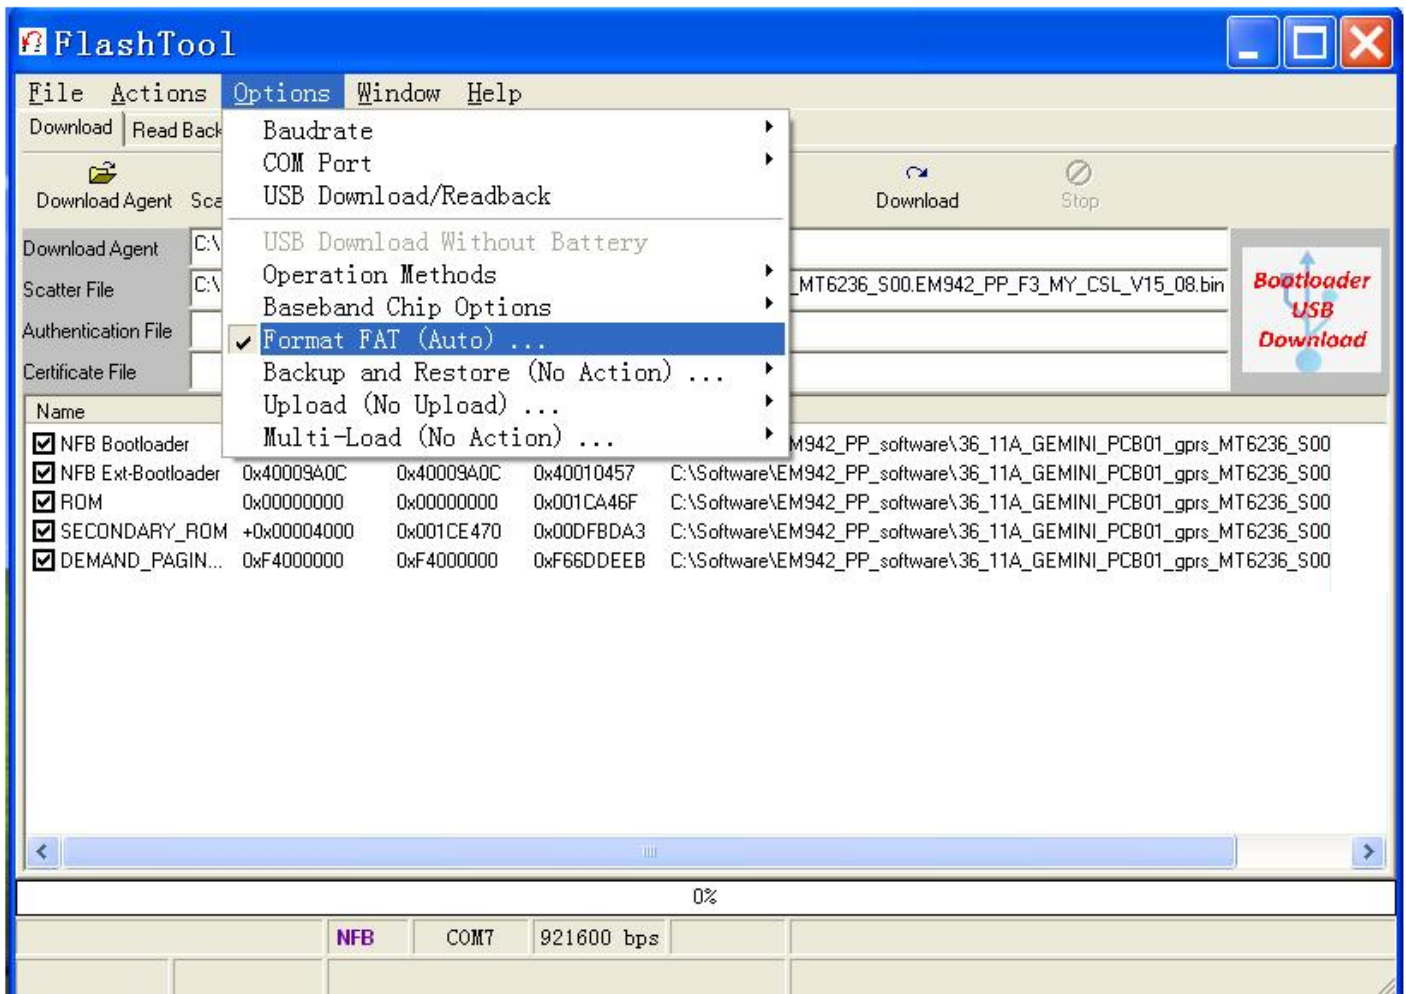 FlashTool
File Actions Options Window Help
Download Read Back
Baudrate
COM Port
USB Download/Readback
USB Download Without Battery
Operation Methods
Baseband Chip Options
Format FAT (Auto) ...
Backup and Restore (No Action) ...
Upload (No Upload) ...
Multi-Load (No Action) ...
Download Agent Sca Download Stop
Download Agent C:\
Scatter File C:\ _MT6236_S00.EM942_PP_F3_MY_CSL_V15_08.bin
Authentication File
Certificate File
Bootloader
USB
Download
Name
NFB Bootloader M942_PP_software\36_11A_GEMINI_PCB01_gprs_MT6236_S00
NFB Ext-Bootloader 0x40009A0C 0x40009A0C 0x40010457 C:\Software\EM942_PP_software\36_11A_GEMINI_PCB01_gprs_MT6236_S00
ROM 0x00000000 0x00000000 0x001CA46F C:\Software\EM942_PP_software\36_11A_GEMINI_PCB01_gprs_MT6236_S00
SECONDARY_ROM +0x00004000 0x001CE470 0x00DFBDA3 C:\Software\EM942_PP_software\36_11A_GEMINI_PCB01_gprs_MT6236_S00
DEMAND_PAGIN... 0xF4000000 0xF4000000 0xF66DDEEB C:\Software\EM942_PP_software\36_11A_GEMINI_PCB01_gprs_MT6236_S00
0%
NFB COM7 921600 bps